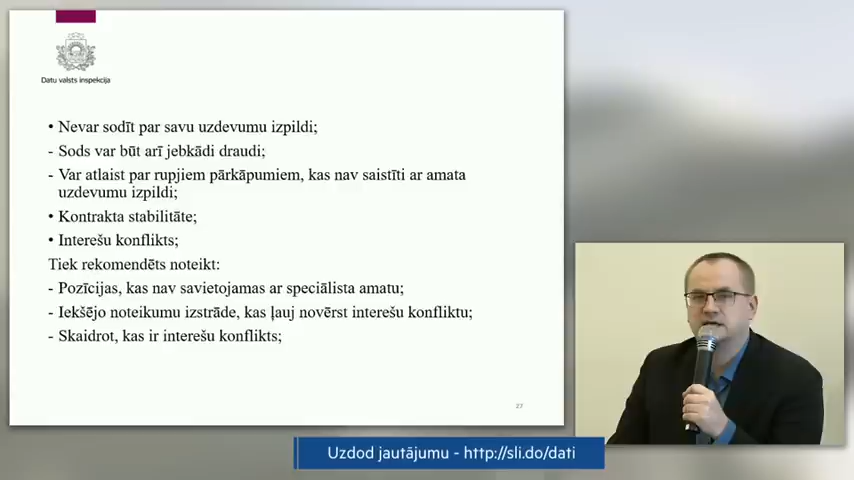 Datu valsts inspekcija
• Nevar sodīt par savu uzdevumu izpildi;
- Sods var būt arī jebkādi draudi;
- Var atlaist par rupjiem pārkāpumiem, kas nav saistīti ar amata
uzdevumu izpildi;
• Kontrakta stabilitāte;
• Interešu konflikts;
Tiek rekomendēts noteikt:
- Pozīcijas, kas nav savietojamas ar speciālista amatu;
- Iekšējo noteikumu izstrāde, kas ļauj novērst interešu konfliktu;
- Skaidrot, kas ir interešu konflikts;
27
Uzdod jautājumu - http://sli.do/dati